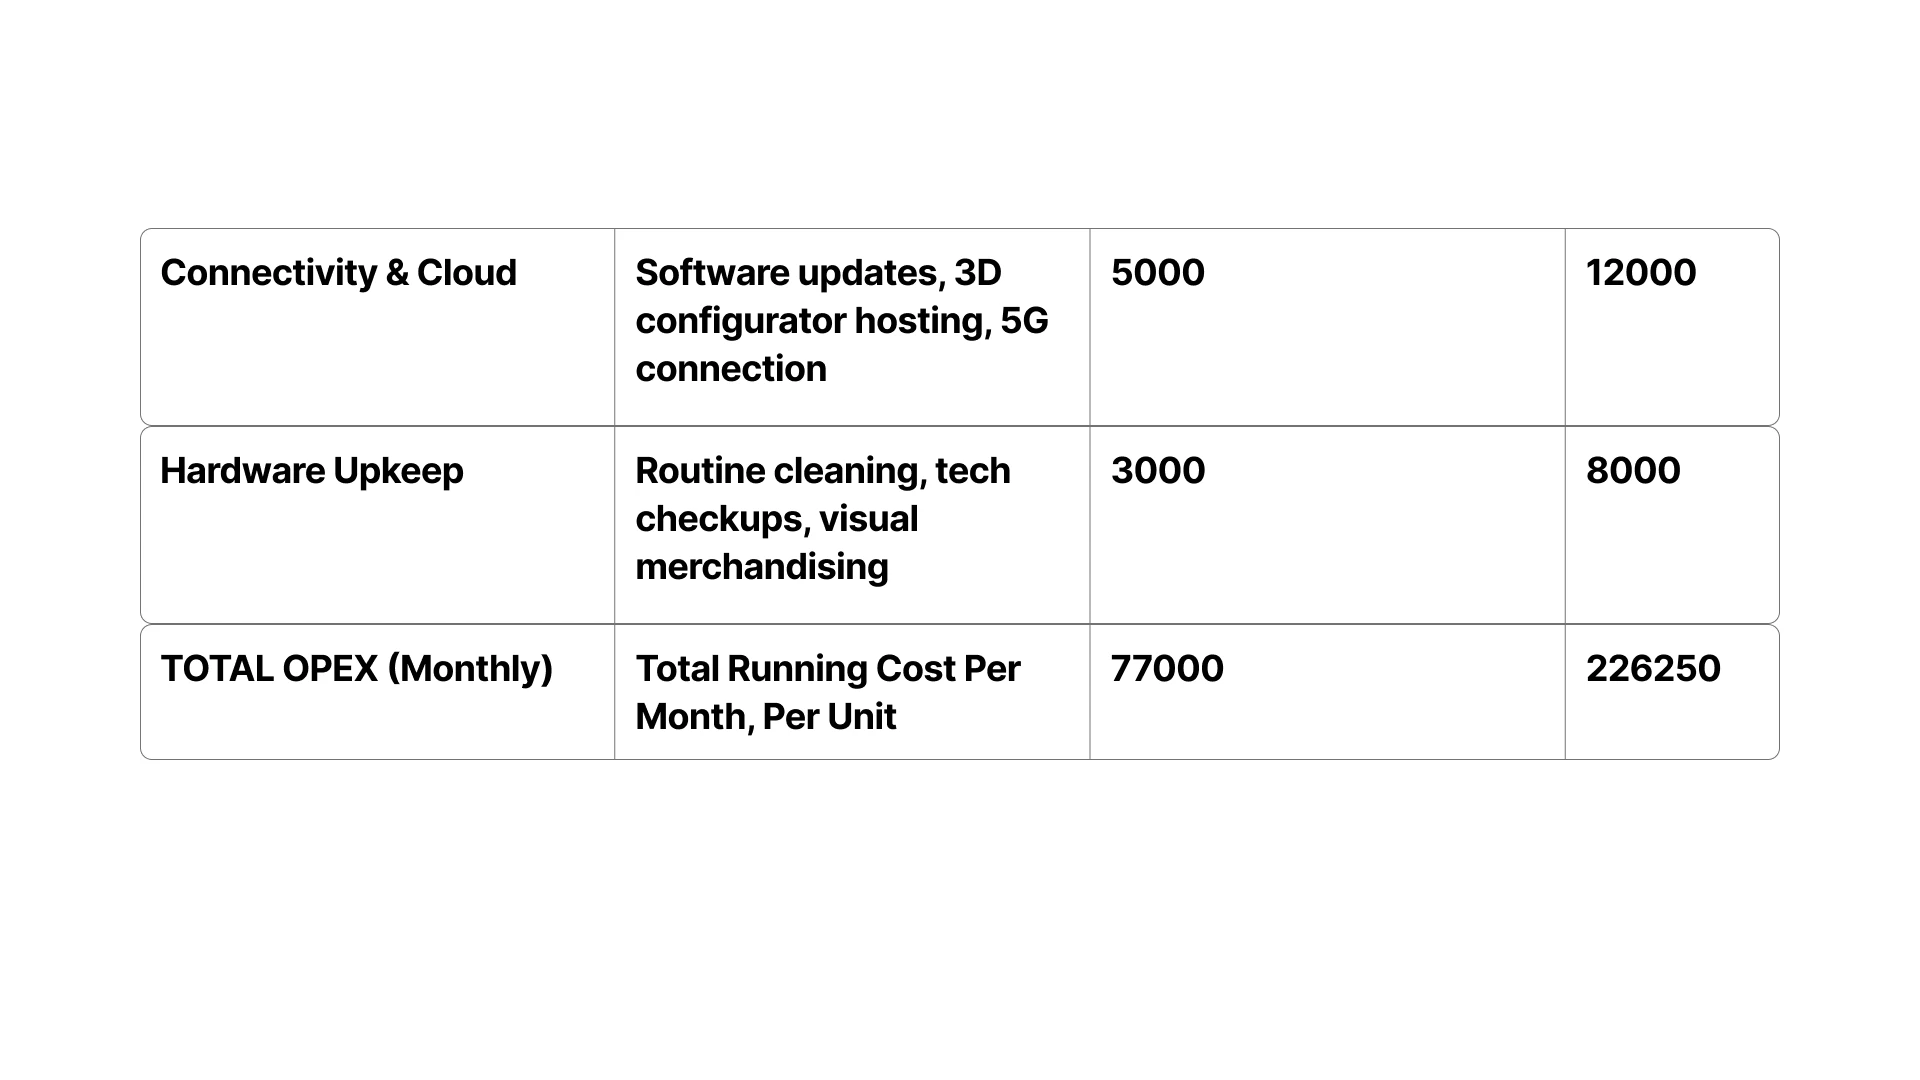 Connectivity & Cloud
Software updates, 3D
configurator hosting, 5G
connection
5000
12000
Hardware Upkeep
Routine cleaning, tech
checkups, visual
merchandising
3000
8000
TOTAL OPEX (Monthly)
Total Running Cost Per
Month, Per Unit
77000
226250